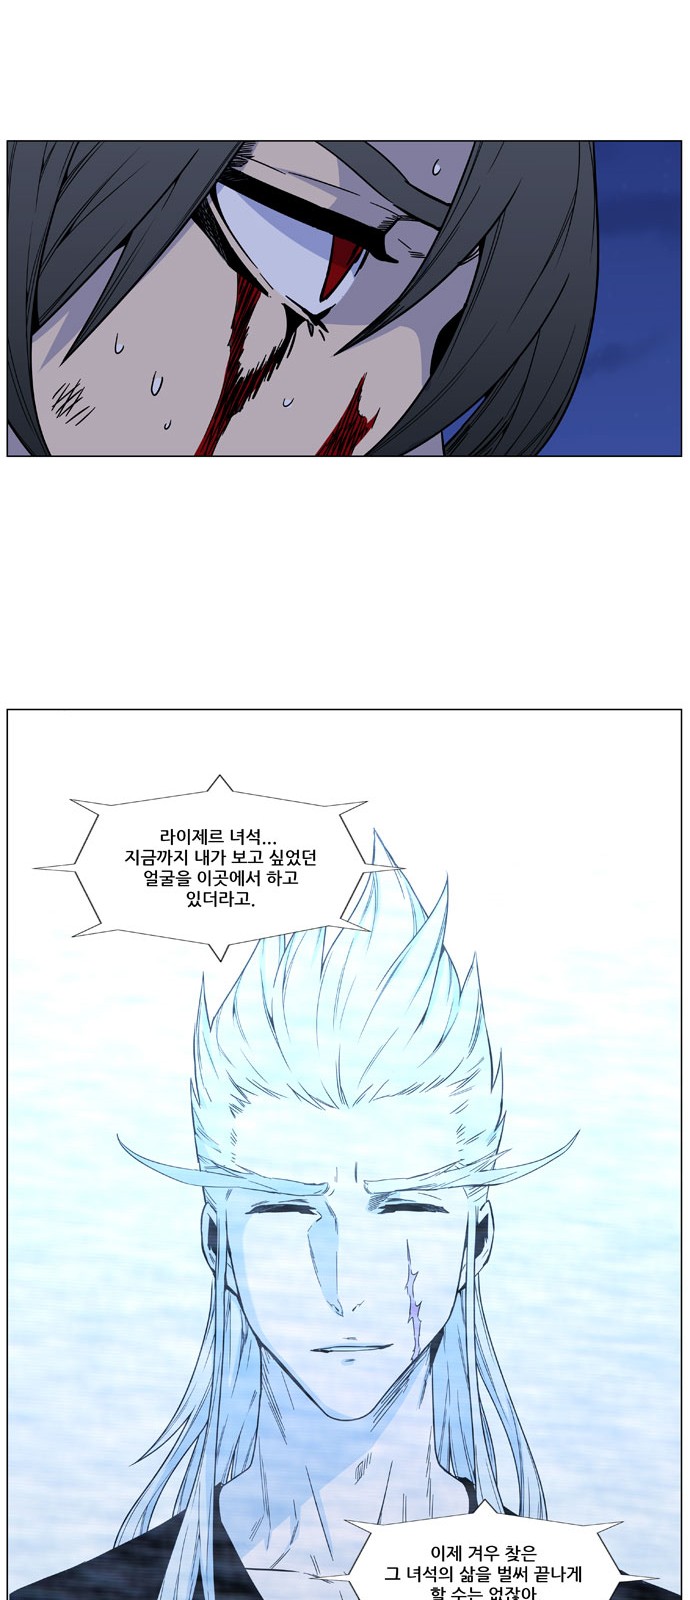 라이제르 녀석...
지금까지 내가 보고 싶었던
얼굴을 이곳에서 하고
있더라고.
이제 겨우 찾은
그 녀석의 삶을 벌써 끝나게
할 수는 없잖아